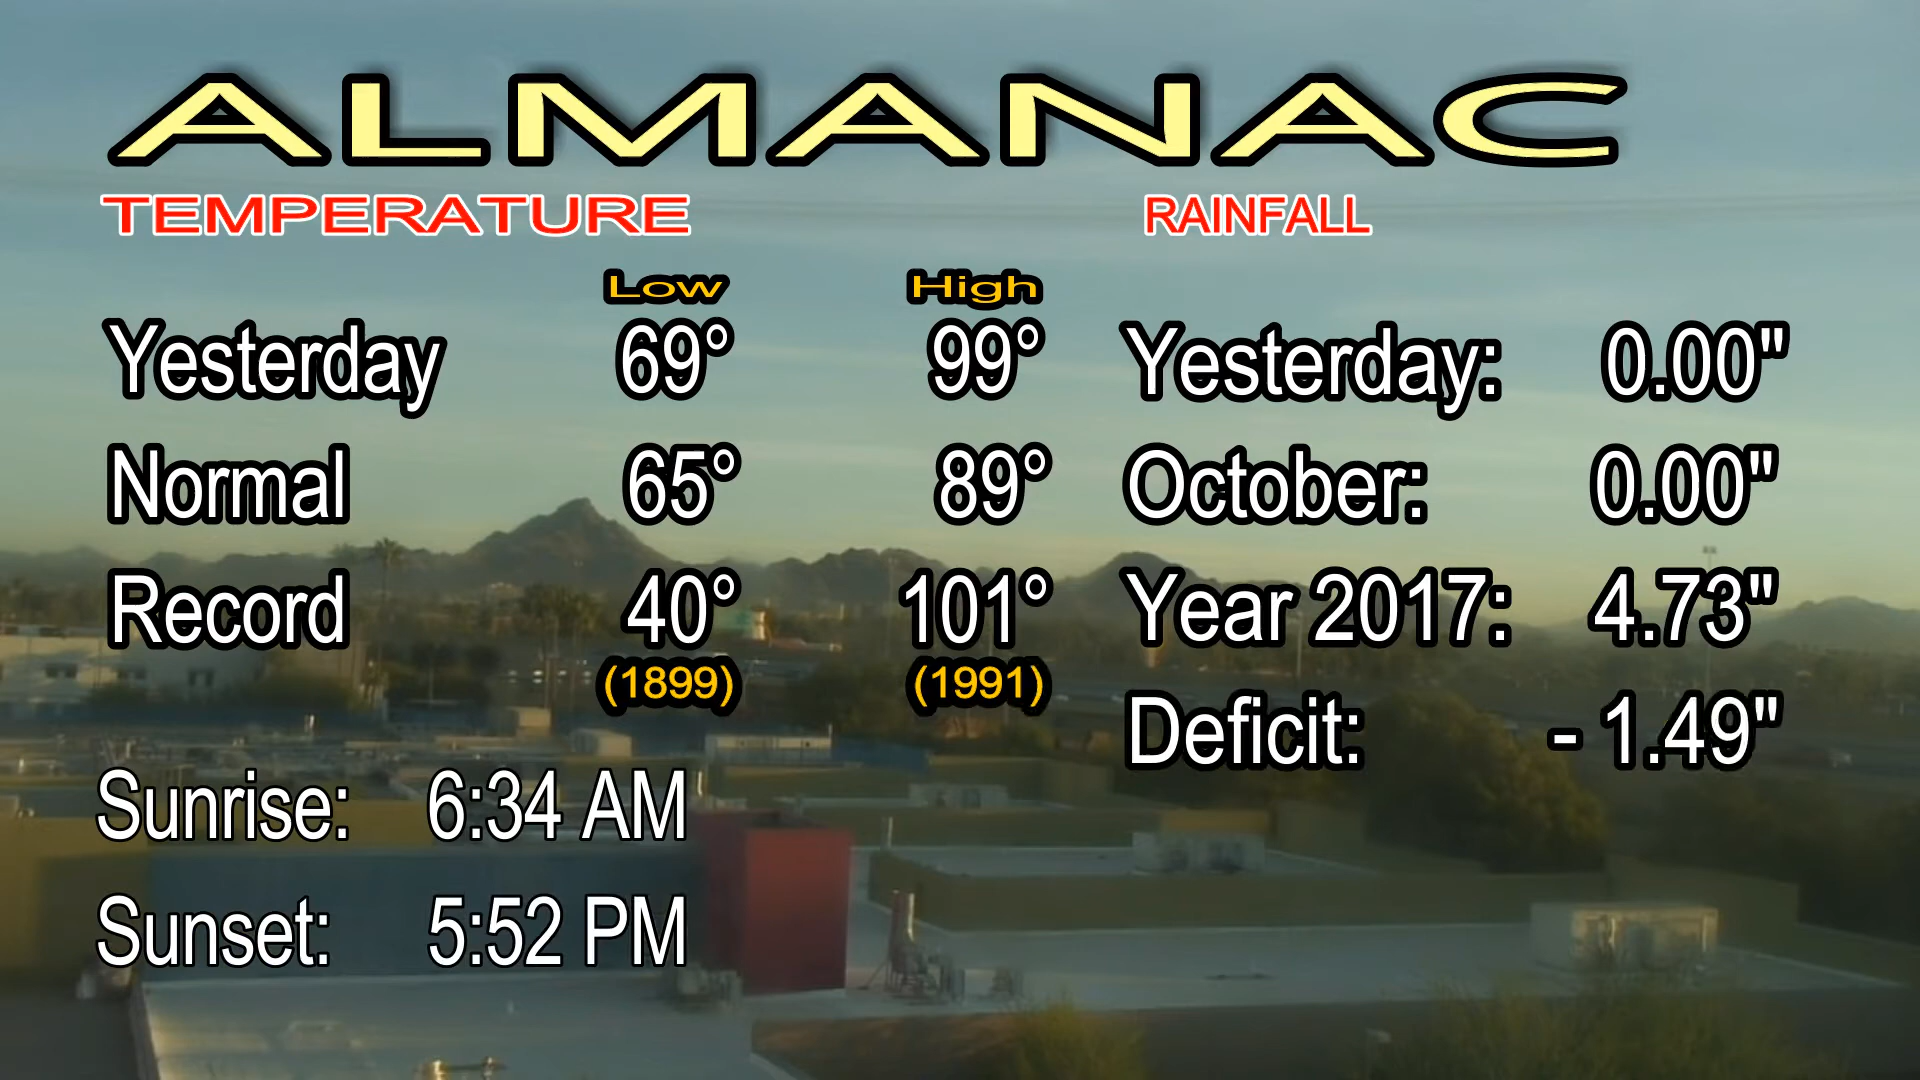 ALMANAC
TEMPERATURE
Low High
Yesterday 69° 99°
Normal 65° 89°
Record 40° 101°
(1899) (1991)
Sunrise: 6:34 AM
Sunset: 5:52 PM
RAINFALL
Yesterday: 0.00"
October: 0.00"
Year 2017: 4.73"
Deficit: - 1.49"